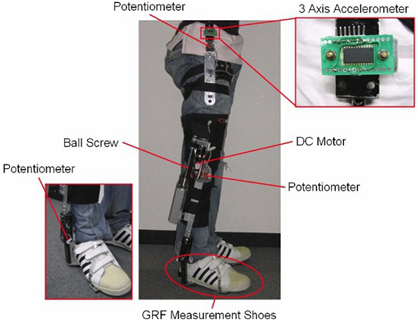 Potentiometer
3 Axis Accelerometer
Ball Screw
DC Motor
Potentiometer
Potentiometer
GRF Measurement Shoes